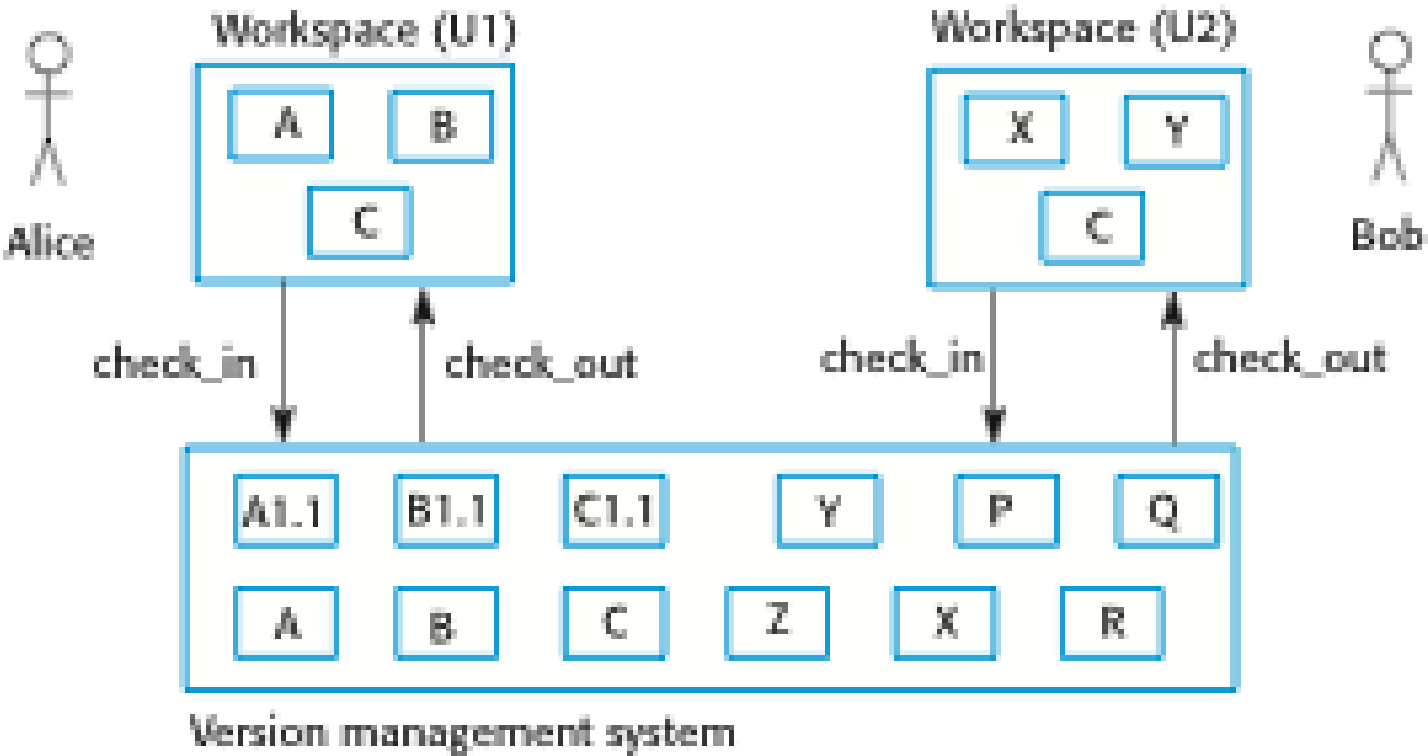 Workspace (U1)
Workspace (U2)
A
B
X
Y
C
C
Alice
Bob
check_in
check_out
check_in
check_out
A1.1
B1.1
C1.1
Y
P
Q
A
B
C
Z
X
R
Version management system